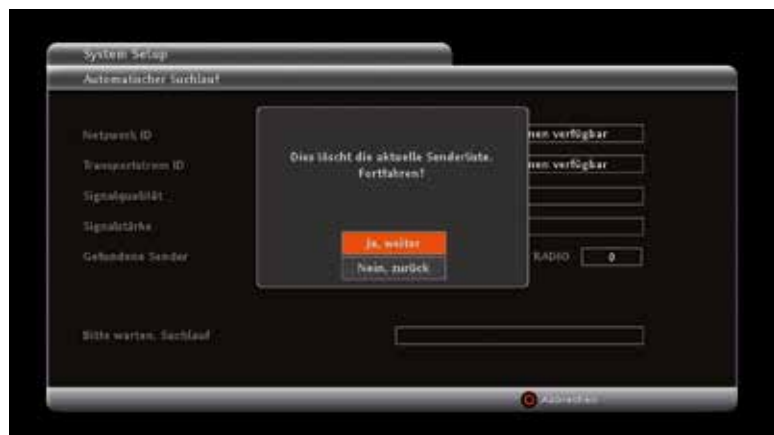 System Setup
Automatischer Suchlauf
Netzwerk ID
nen verfügbar
Transportstrom ID
nen verfügbar
Signalqualität
Signalstärke
Gefundene Sender
RADIO 0
Dies löscht die aktuelle Senderliste.
Fortfahren?
Ja, weiter
Nein, zurück
Bitte warten. Suchlauf
Abbrechen